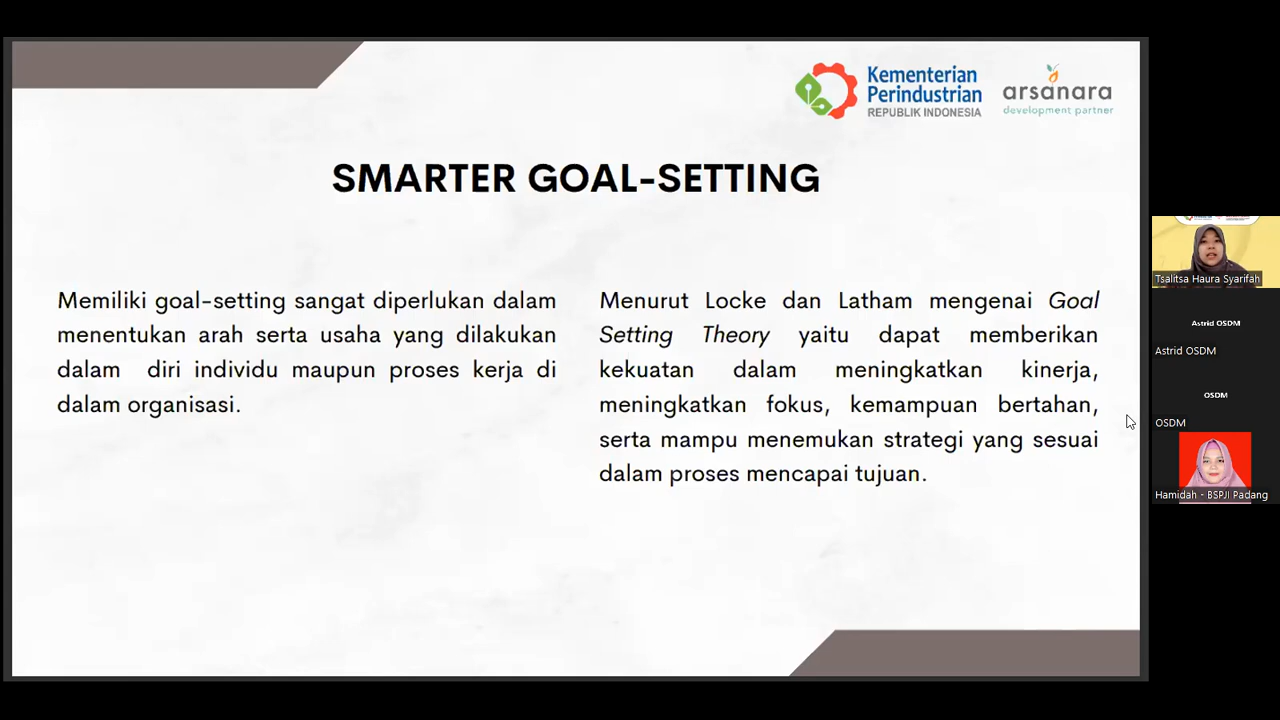 Kementerian
Perindustrian
REPUBLIK INDONESIA
arsanara
development partner
SMARTER GOAL-SETTING
Memiliki goal-setting sangat diperlukan dalam
menentukan arah serta usaha yang dilakukan
dalam diri individu maupun proses kerja di
dalam organisasi.
Menurut Locke dan Latham mengenai Goal
Setting Theory yaitu dapat memberikan
kekuatan dalam meningkatkan kinerja,
meningkatkan fokus, kemampuan bertahan,
serta mampu menemukan strategi yang sesuai
dalam proses mencapai tujuan.
Tsalitsa Haura Syarifah
Astrid OSDM
Astrid OSDM
OSDM
OSDM
Hamidah - BSPJI Padang